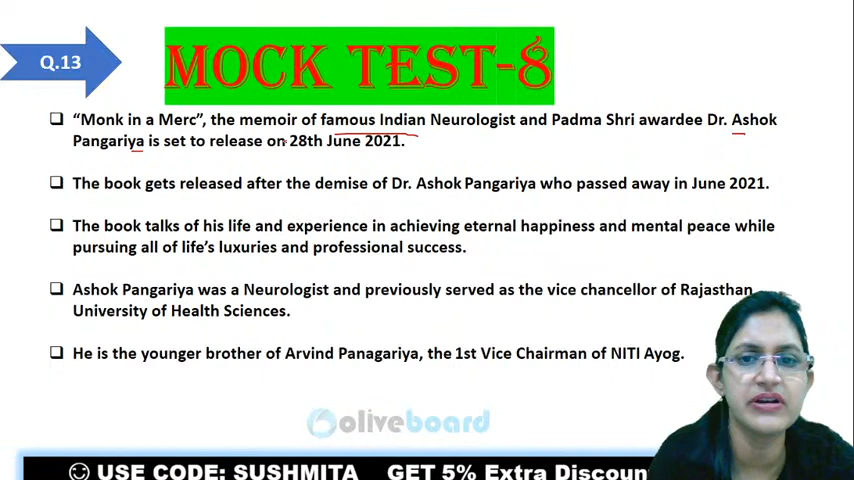 Q.13
MOCK TEST-8
❑ “Monk in a Merc”, the memoir of famous Indian Neurologist and Padma Shri awardee Dr. Ashok
Pangariya is set to release on 28th June 2021.
❑ The book gets released after the demise of Dr. Ashok Pangariya who passed away in June 2021.
❑ The book talks of his life and experience in achieving eternal happiness and mental peace while
pursuing all of life’s luxuries and professional success.
❑ Ashok Pangariya was a Neurologist and previously served as the vice chancellor of Rajasthan
University of Health Sciences.
❑ He is the younger brother of Arvind Panagariya, the 1st Vice Chairman of NITI Ayog.
oliveboard
USE CODE: SUSHMITA GET 5% Extra Discoun